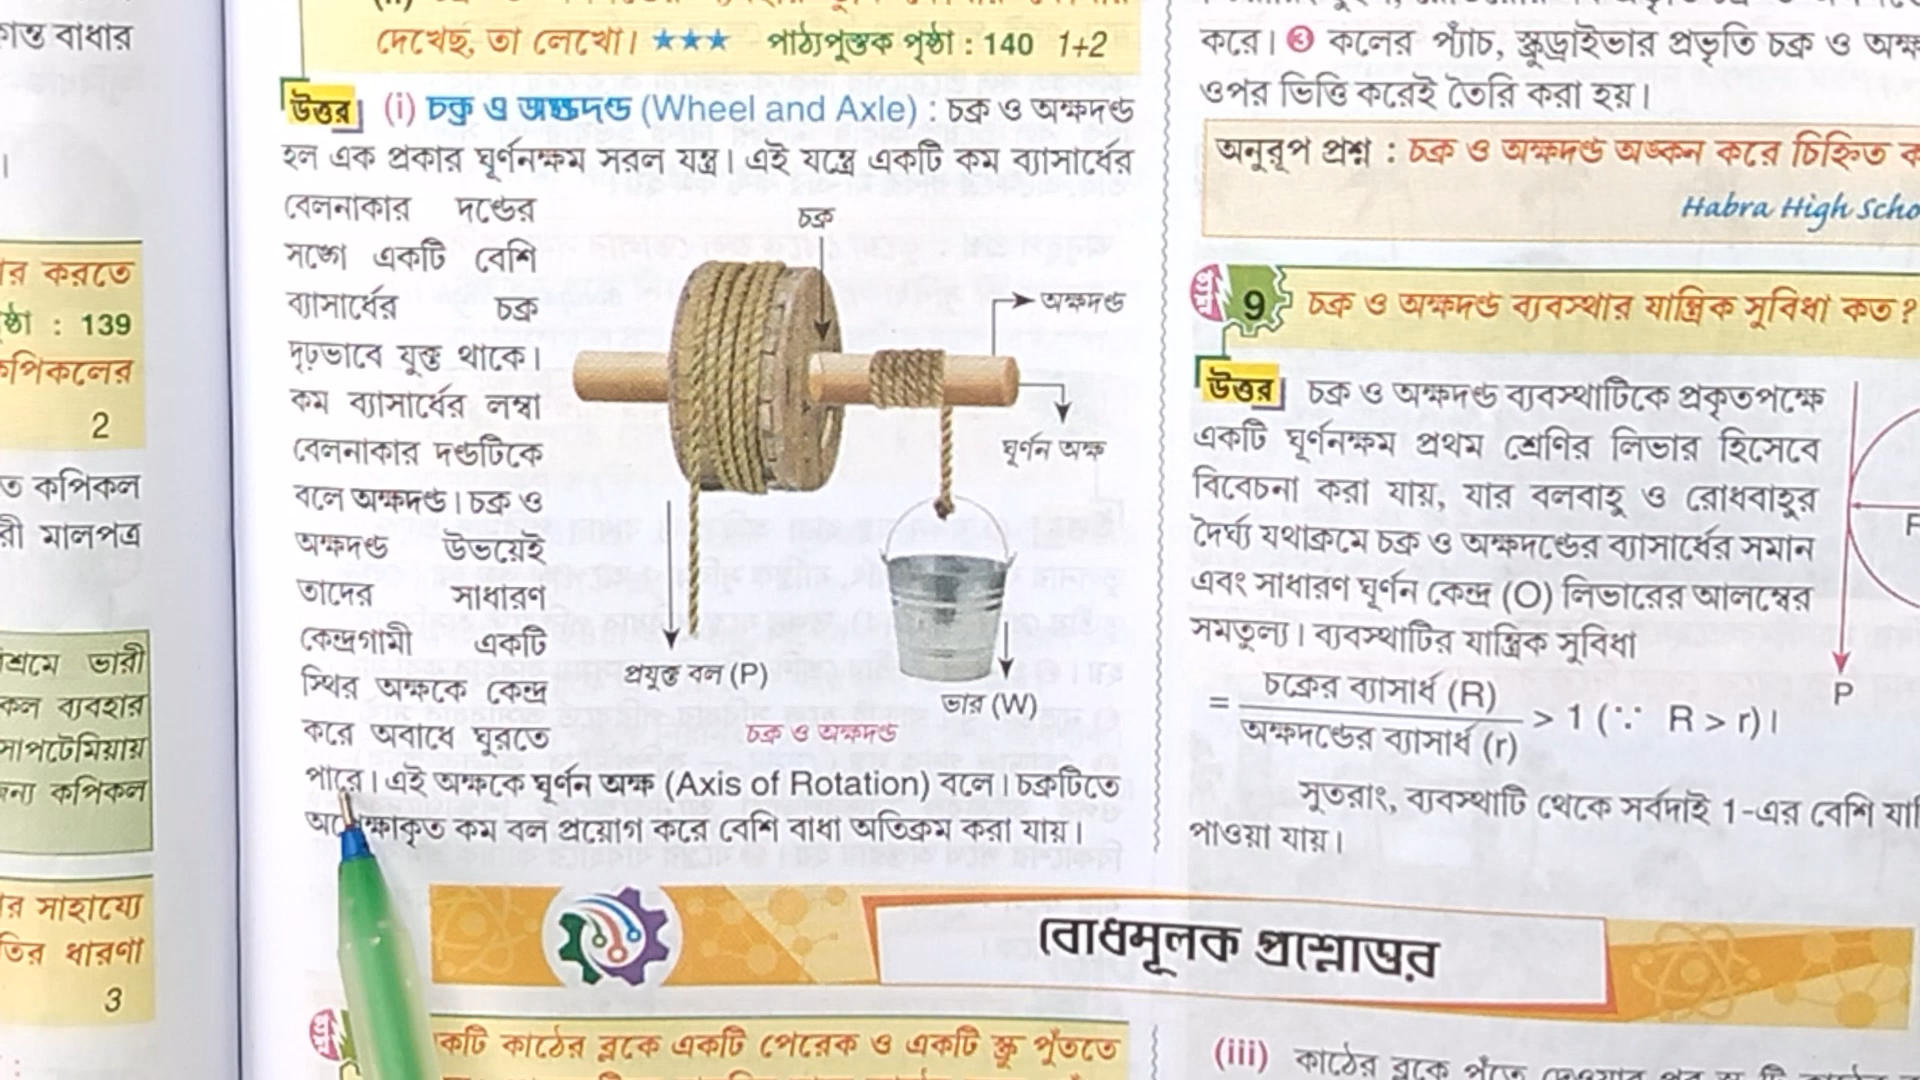 কান্ত বাধার
।
ার করতে
ষ্ঠা : 139
কপিকলের
2
ত কপিকল
রী মালপত্র
শ্রমে ভারী
কল ব্যবহার
সাপটেমিয়ায়
জন্য কপিকল
র সাহায্যে
তির ধারণা
3
দেখেছ, তা লেখো। ★★★ পাঠ্যপুস্তক পৃষ্ঠা : 140 1+2
উত্তর (i) চক্র ও অক্ষদণ্ড (Wheel and Axle) : চক্র ও অক্ষদণ্ড
হল এক প্রকার ঘূর্ণনক্ষম সরল যন্ত্র। এই যন্ত্রে একটি কম ব্যাসার্ধের
বেলনাকার দণ্ডের
সঙ্গে একটি বেশি
ব্যাসার্ধের চক্র
দৃঢ়ভাবে যুক্ত থাকে।
কম ব্যাসার্ধের লম্বা
বেলনাকার দণ্ডটিকে
বলে অক্ষদণ্ড। চক্র ও
অক্ষদণ্ড উভয়েই
তাদের সাধারণ
কেন্দ্রগামী একটি
স্থির অক্ষকে কেন্দ্র
করে অবাধে ঘুরতে
পারে। এই অক্ষকে ঘূর্ণন অক্ষ (Axis of Rotation) বলে। চক্রটিতে
কম বল প্রয়োগ করে বেশি বাধা অতিক্রম করা যায়।
চক্র
অক্ষদণ্ড
ঘূর্ণন অক্ষ
প্রযুক্ত বল (P)
ভার (W)
চক্র ও অক্ষদণ্ড
করে। 3 কলের প্যাঁচ, স্ক্রুড্রাইভার প্রভৃতি চক্র ও অক্ষ
ওপর ভিত্তি করেই তৈরি করা হয়।
অনুরূপ প্রশ্ন : চক্র ও অক্ষদণ্ড অঙ্কন করে চিহ্নিত ক
Habra High Scho
9 চক্র ও অক্ষদণ্ড ব্যবস্থার যান্ত্রিক সুবিধা কত?
উত্তর চক্র ও অক্ষদণ্ড ব্যবস্থাটিকে প্রকৃতপক্ষে
একটি ঘূর্ণনক্ষম প্রথম শ্রেণির লিভার হিসেবে
বিবেচনা করা যায়, যার বলবাহু ও রোধবাহুর
দৈর্ঘ্য যথাক্রমে চক্র ও অক্ষদণ্ডের ব্যাসার্ধের সমান
এবং সাধারণ ঘূর্ণন কেন্দ্র (O) লিভারের আলম্বের
সমতুল্য। ব্যবস্থাটির যান্ত্রিক সুবিধা
= চক্রের ব্যাসার্ধ (R) / অক্ষদণ্ডের ব্যাসার্ধ (r) > 1 (∵ R > r)।
P
সুতরাং, ব্যবস্থাটি থেকে সর্বদাই 1-এর বেশি যা
পাওয়া যায়।
বোধমূলক প্রশ্নোত্তর
কটি কাঠের ব্লকে একটি পেরেক ও একটি স্ক্রু পুঁততে
(iii) কাঠের ব্লকে